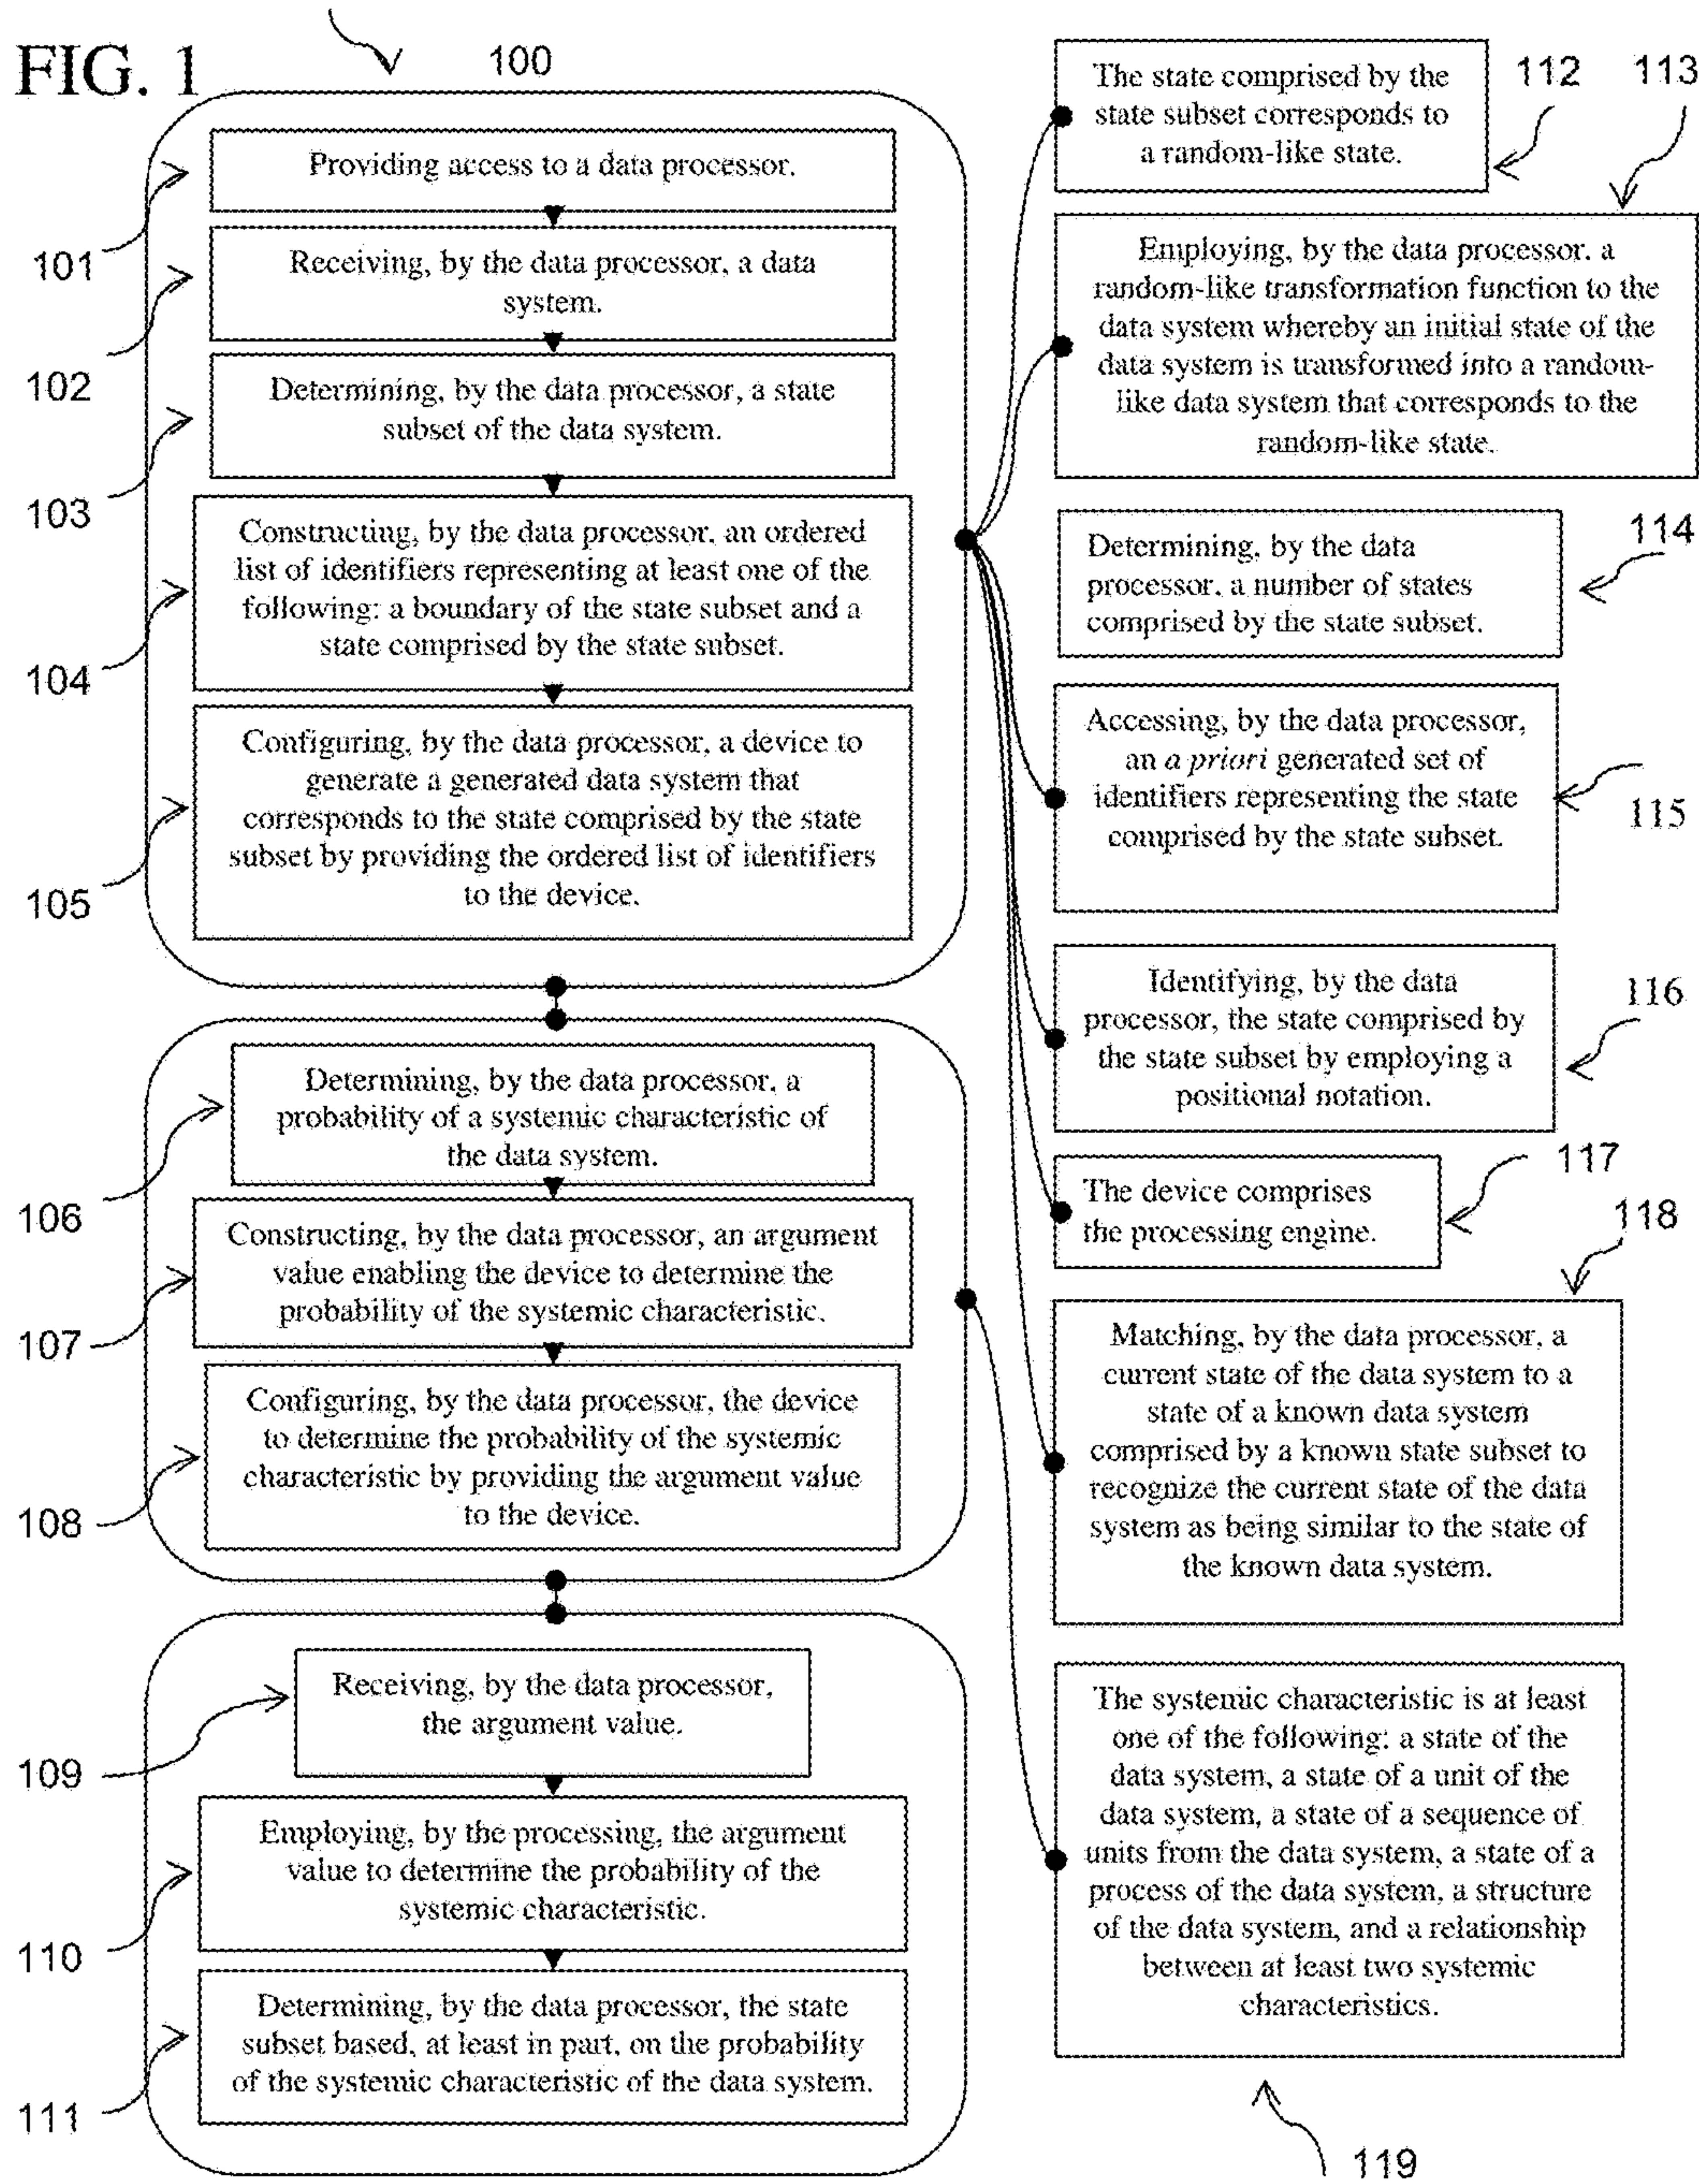 FIG. 1
100
Providing access to a data processor.
101
Receiving, by the data processor, a data
system.
102
Determining, by the data processor, a state
subset of the data system.
103
Constructing, by the data processor, an ordered
list of identifiers representing at least one of the
following: a boundary of the state subset and a
state comprised by the state subset.
104
Configuring, by the data processor, a device to
generate a generated data system that
corresponds to the state comprised by the state
subset by providing the ordered list of identifiers
to the device.
105
Determining, by the data processor, a
probability of a systemic characteristic of
the data system.
106
Constructing, by the data processor, an argument
value enabling the device to determine the
probability of the systemic characteristic.
107
Configuring, by the data processor, the device
to determine the probability of the systemic
characteristic by providing the argument value
to the device.
108
Receiving, by the data processor,
the argument value.
109
Employing, by the processing, the argument
value to determine the probability of the
systemic characteristic.
110
Determining, by the data processor, the state
subset based, at least in part, on the probability
of the systemic characteristic of the data system.
111
The state comprised by the
state subset corresponds to
a random-like state.
112
113
Employing, by the data processor, a
random-like transformation function to the
data system whereby an initial state of the
data system is transformed into a random-
like data system that corresponds to the
random-like state.
114
Determining, by the data
processor, a number of states
comprised by the state subset.
Accessing, by the data processor,
an a priori generated set of
identifiers representing the state
comprised by the state subset.
115
Identifying, by the data
processor, the state comprised by
the state subset by employing a
positional notation.
116
117
The device comprises
the processing engine.
118
Matching, by the data processor, a
current state of the data system to a
state of a known data system
comprised by a known state subset to
recognize the current state of the data
system as being similar to the state of
the known data system.
The systemic characteristic is at least
one of the following: a state of the
data system, a state of a unit of the
data system, a state of a sequence of
units from the data system, a state of a
process of the data system, a structure
of the data system, and a relationship
between at least two systemic
characteristics.
119